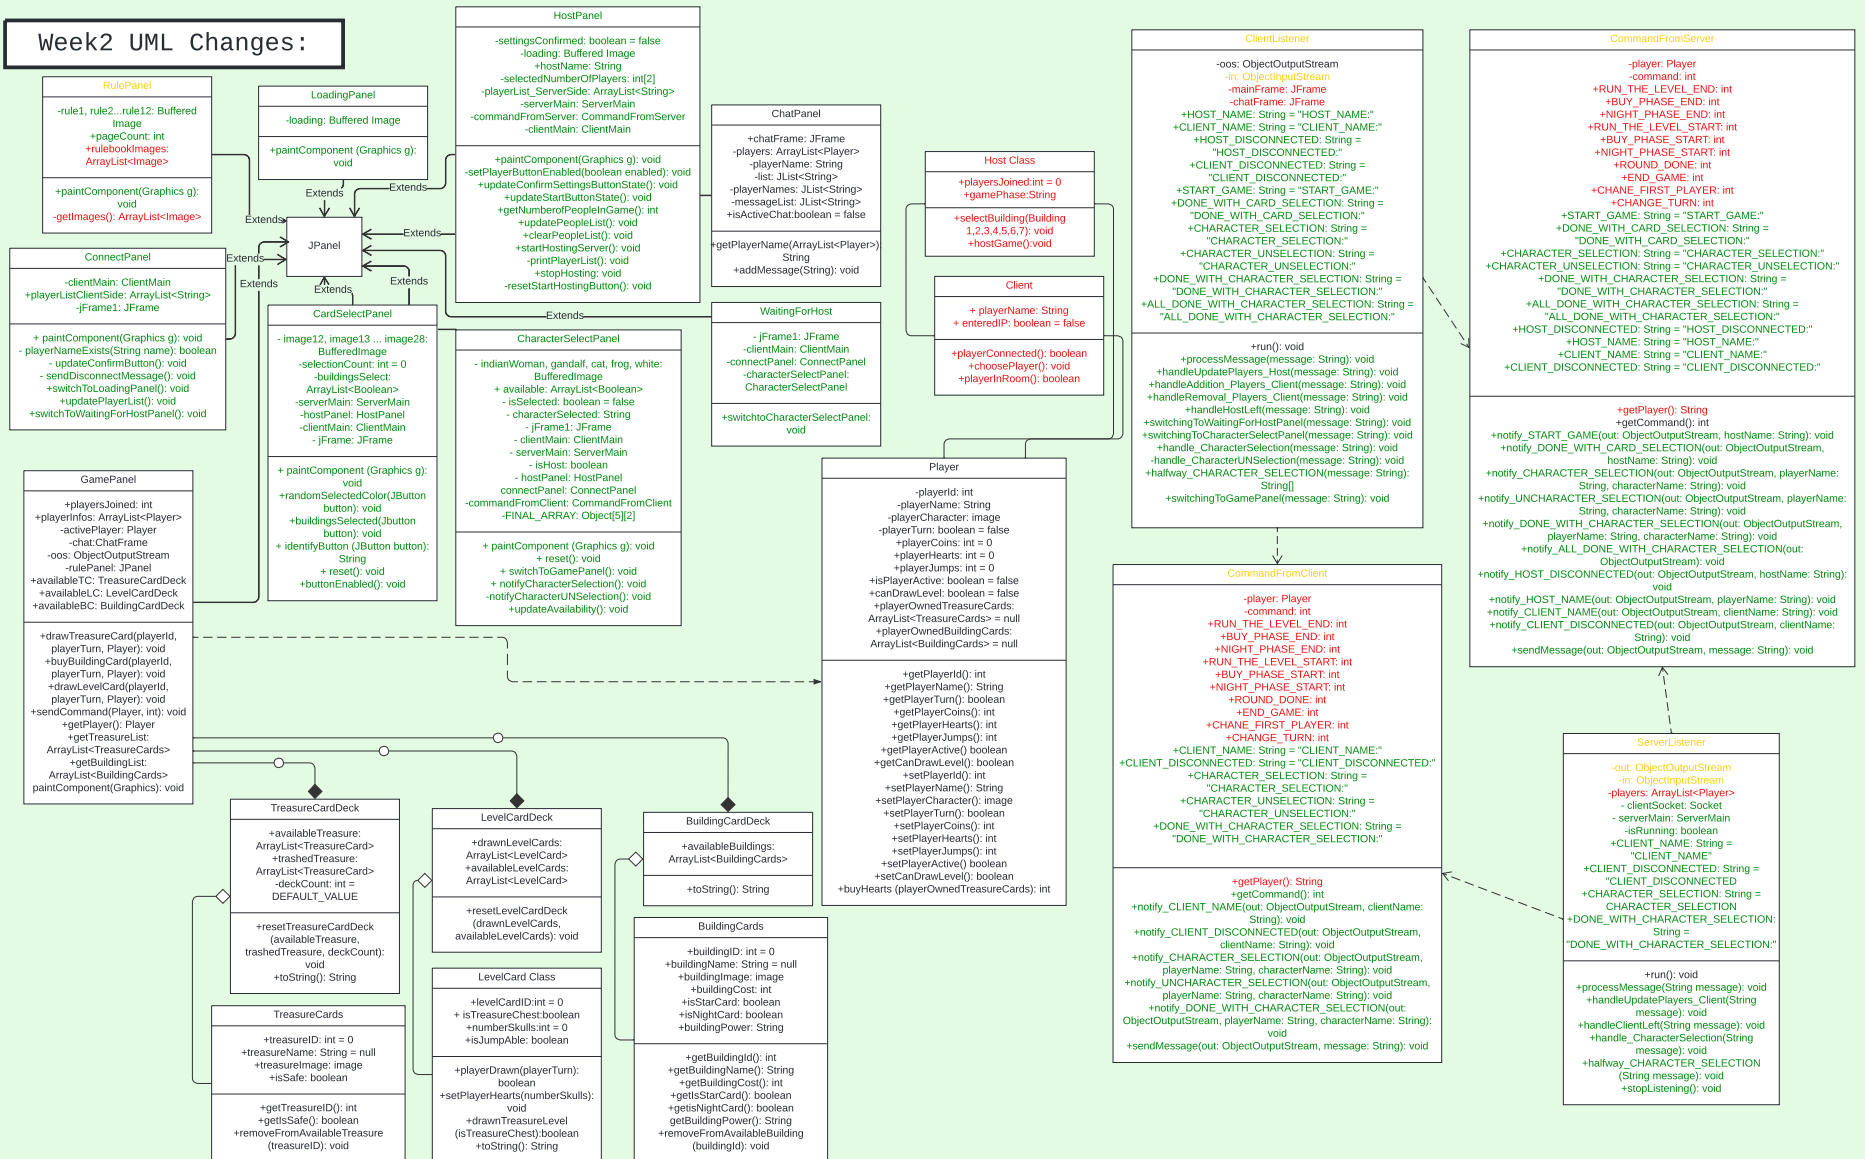 Week2 UML Changes:
RulePanel
-rule1, rule2...rule12: Buffered
Image
+pageCount: int
+rulebookImages:
ArrayList<Image>
+paintComponent(Graphics g):
void
-getImages(): ArrayList<Image>
LoadingPanel
-loading: Buffered Image
+paintComponent (Graphics g):
void
HostPanel
-settingsConfirmed: boolean = false
-loading: Buffered Image
+hostName: String
-selectedNumberOfPlayers: int[2]
-playerList_ServerSide: ArrayList<String>
-serverMain: ServerMain
-commandFromServer: CommandFromServer
-clientMain: ClientMain
+paintComponent(Graphics g): void
-setPlayerButtonEnabled(boolean enabled): void
+updateConfirmSettingsButtonState(): void
+updateStartButtonState(): void
+getNumberofPeopleInGame(): int
+updatePeopleList(): void
+clearPeopleList(): void
+startHostingServer(): void
-printPlayerList(): void
+stopHosting: void
-resetStartHostingButton(): void
ChatPanel
+chatFrame: JFrame
-players: ArrayList<Player>
-playerName: String
-list: JList<String>
-playerNames: JList<String>
-messageList: JList<String>
+isActiveChat:boolean = false
+getPlayerName(ArrayList<Player>):
String
+addMessage(String): void
Extends
Extends
Extends
Extends
Extends
Extends
Extends
Extends
JPanel
ConnectPanel
-clientMain: ClientMain
+playerListClientSide: ArrayList<String>
-jFrame1: JFrame
+ paintComponent(Graphics g): void
- playerNameExists(String name): boolean
- updateConfirmButton(): void
- sendDisconnectMessage(): void
+switchToLoadingPanel(): void
+updatePlayerList(): void
+switchToWaitingForHostPanel(): void
CardSelectPanel
- image12, image13 ... image28:
BufferedImage
-selectionCount: int = 0
-buildingsSelect:
ArrayList<Boolean>
-serverMain: ServerMain
-hostPanel: HostPanel
-clientMain: ClientMain
- jFrame: JFrame
+ paintComponent (Graphics g):
void
+randomSelectedColor(JButton
button): void
+buildingsSelected(Jbutton
button): void
+ identifyButton (JButton button):
String
+ reset(): void
+buttonEnabled(): void
CharacterSelectPanel
- indianWoman, gandalf, cat, frog, white:
BufferedImage
+ available: ArrayList<Boolean>
- isSelected: boolean = false
- characterSelected: String
- jFrame1: JFrame
- clientMain: ClientMain
- serverMain: ServerMain
- isHost: boolean
- hostPanel: HostPanel
connectPanel: ConnectPanel
-commandFromClient: CommandFromClient
-FINAL_ARRAY: Object[5][2]
+ paintComponent (Graphics g): void
+ reset(): void
+ switchToGamePanel(): void
+ notifyCharacterSelection(): void
-notifyCharacterUNSelection(): void
+updateAvailability(): void
WaitingForHost
- jFrame1: JFrame
-clientMain: ClientMain
-connectPanel: ConnectPanel
-characterSelectPanel:
CharacterSelectPanel
+switchtoCharacterSelectPanel:
void
Host Class
+playersJoined:int = 0
+gamePhase:String
+selectBuilding(Building
1,2,3,4,5,6,7): void
+hostGame():void
Client
+ playerName: String
+ enteredIP: boolean = false
+playerConnected(): boolean
+choosePlayer(): void
+playerInRoom(): boolean
GamePanel
+playersJoined: int
+playerInfos: ArrayList<Player>
-activePlayer: Player
-chat:ChatFrame
-oos: ObjectOutputStream
-rulePanel: JPanel
+availableTC: TreasureCardDeck
+availableLC: LevelCardDeck
+availableBC: BuildingCardDeck
+drawTreasureCard(playerId,
playerTurn, Player): void
+buyBuildingCard(playerId,
playerTurn, Player): void
+drawLevelCard(playerId,
playerTurn, Player): void
+sendCommand(Player, int): void
+getPlayer(): Player
+getTreasureList:
ArrayList<TreasureCards>
+getBuildingList:
ArrayList<BuildingCards>
paintComponent(Graphics): void
Player
-playerId: int
-playerName: String
-playerCharacter: image
-playerTurn: boolean = false
+playerCoins: int = 0
+playerHearts: int = 0
+playerJumps: int = 0
+isPlayerActive: boolean = false
+canDrawLevel: boolean = false
+playerOwnedTreasureCards:
ArrayList<TreasureCards> = null
+playerOwnedBuildingCards:
ArrayList<BuildingCards> = null
+getPlayerId(): int
+getPlayerName(): String
+getPlayerTurn(): boolean
+getPlayerCoins(): int
+getPlayerHearts(): int
+getPlayerJumps(): int
+getPlayerActive() boolean
+getCanDrawLevel(): boolean
+setPlayerId(): int
+setPlayerName(): String
+setPlayerCharacter(): image
+setPlayerTurn(): boolean
+setPlayerCoins(): int
+setPlayerHearts(): int
+setPlayerJumps(): int
+setPlayerActive() boolean
+setCanDrawLevel(): boolean
+buyHearts (playerOwnedTreasureCards): int
TreasureCardDeck
+availableTreasure:
ArrayList<TreasureCard>
+trashedTreasure:
ArrayList<TreasureCard>
-deckCount: int =
DEFAULT_VALUE
+resetTreasureCardDeck
(availableTreasure,
trashedTreasure, deckCount):
void
+toString(): String
LevelCardDeck
+drawnLevelCards:
ArrayList<LevelCard>
+availableLevelCards:
ArrayList<LevelCard>
+resetLevelCardDeck
(drawnLevelCards,
availableLevelCards): void
BuildingCardDeck
+availableBuildings:
ArrayList<BuildingCards>
+toString(): String
TreasureCards
+treasureID: int = 0
+treasureName: String = null
+treasureImage: image
+isSafe: boolean
+getTreasureID(): int
+getIsSafe(): boolean
+removeFromAvailableTreasure
(treasureID): void
LevelCard Class
+levelCardID:int = 0
+ isTreasureChest:boolean
+numberSkulls:int = 0
+isJumpAble: boolean
+playerDrawn(playerTurn):
boolean
+setPlayerHearts(numberSkulls):
void
+drawnTreasureLevel
(isTreasureChest):boolean
+toString(): String
BuildingCards
+buildingID: int = 0
+buildingName: String = null
+buildingImage: image
+buildingCost: int
+isStarCard: boolean
+isNightCard: boolean
+buildingPower: String
+getBuildingId(): int
+getBuildingName(): String
+getBuildingCost(): int
+getIsStarCard(): boolean
+getisNightCard(): boolean
getBuildingPower(): String
+removeFromAvailableBuilding
(buildingId): void
ClientListener
-oos: ObjectOutputStream
-in: ObjectInputStream
-mainFrame: JFrame
-chatFrame: JFrame
+HOST_NAME: String = "HOST_NAME:"
+CLIENT_NAME: String = "CLIENT_NAME:"
+HOST_DISCONNECTED: String =
"HOST_DISCONNECTED:"
+CLIENT_DISCONNECTED: String =
"CLIENT_DISCONNECTED:"
+START_GAME: String = "START_GAME:"
+DONE_WITH_CARD_SELECTION: String =
"DONE_WITH_CARD_SELECTION:"
+CHARACTER_SELECTION: String =
"CHARACTER_SELECTION:"
+CHARACTER_UNSELECTION: String =
"CHARACTER_UNSELECTION:"
+DONE_WITH_CHARACTER_SELECTION: String =
"DONE_WITH_CHARACTER_SELECTION:"
+ALL_DONE_WITH_CHARACTER_SELECTION: String =
"ALL_DONE_WITH_CHARACTER_SELECTION:"
+run(): void
+processMessage(message: String): void
+handleUpdatePlayers_Host(message: String): void
+handleAddition_Players_Client(message: String): void
+handleRemoval_Players_Client(message: String): void
+handleHostLeft(message: String): void
+switchingToWaitingForHostPanel(message: String): void
+switchingToCharacterSelectPanel(message: String): void
+handle_CharacterSelection(message: String): void
-handle_CharacterUNSelection(message: String): void
+halfway_CHARACTER_SELECTION(message: String):
String[]
+switchingToGamePanel(message: String): void
CommandFromServer
-player: Player
-command: int
+RUN_THE_LEVEL_END: int
+BUY_PHASE_END: int
+NIGHT_PHASE_END: int
+RUN_THE_LEVEL_START: int
+BUY_PHASE_START: int
+NIGHT_PHASE_START: int
+ROUND_DONE: int
+END_GAME: int
+CHANE_FIRST_PLAYER: int
+CHANGE_TURN: int
+START_GAME: String = "START_GAME:"
+DONE_WITH_CARD_SELECTION: String =
"DONE_WITH_CARD_SELECTION:"
+CHARACTER_SELECTION: String = "CHARACTER_SELECTION:"
+CHARACTER_UNSELECTION: String = "CHARACTER_UNSELECTION:"
+DONE_WITH_CHARACTER_SELECTION: String =
"DONE_WITH_CHARACTER_SELECTION:"
+ALL_DONE_WITH_CHARACTER_SELECTION: String =
"ALL_DONE_WITH_CHARACTER_SELECTION:"
+HOST_DISCONNECTED: String = "HOST_DISCONNECTED:"
+HOST_NAME: String = "HOST_NAME:"
+CLIENT_NAME: String = "CLIENT_NAME:"
+CLIENT_DISCONNECTED: String = "CLIENT_DISCONNECTED:"
+getPlayer(): String
+getCommand(): int
+notify_START_GAME(out: ObjectOutputStream, hostName: String): void
+notify_DONE_WITH_CARD_SELECTION(out: ObjectOutputStream,
hostName: String): void
+notify_CHARACTER_SELECTION(out: ObjectOutputStream, playerName:
String, characterName: String): void
+notify_UNCHARACTER_SELECTION(out: ObjectOutputStream, playerName:
String, characterName: String): void
+notify_DONE_WITH_CHARACTER_SELECTION(out: ObjectOutputStream,
playerName: String, characterName: String): void
+notify_ALL_DONE_WITH_CHARACTER_SELECTION(out:
ObjectOutputStream): void
+notify_HOST_DISCONNECTED(out: ObjectOutputStream, hostName: String):
void
+notify_HOST_NAME(out: ObjectOutputStream, playerName: String): void
+notify_CLIENT_NAME(out: ObjectOutputStream, clientName: String): void
+notify_CLIENT_DISCONNECTED(out: ObjectOutputStream, clientName:
String): void
+sendMessage(out: ObjectOutputStream, message: String): void
CommandFromClient
-player: Player
-command: int
+RUN_THE_LEVEL_END: int
+BUY_PHASE_END: int
+NIGHT_PHASE_END: int
+RUN_THE_LEVEL_START: int
+BUY_PHASE_START: int
+NIGHT_PHASE_START: int
+ROUND_DONE: int
+END_GAME: int
+CHANE_FIRST_PLAYER: int
+CHANGE_TURN: int
+CLIENT_NAME: String = "CLIENT_NAME:"
+CLIENT_DISCONNECTED: String = "CLIENT_DISCONNECTED:"
+CHARACTER_SELECTION: String =
"CHARACTER_SELECTION:"
+CHARACTER_UNSELECTION: String =
"CHARACTER_UNSELECTION:"
+DONE_WITH_CHARACTER_SELECTION: String =
"DONE_WITH_CHARACTER_SELECTION:"
+getPlayer(): String
+getCommand(): int
+notify_CLIENT_NAME(out: ObjectOutputStream, clientName:
String): void
+notify_CLIENT_DISCONNECTED(out: ObjectOutputStream,
clientName: String): void
+notify_CHARACTER_SELECTION(out: ObjectOutputStream,
playerName: String, characterName: String): void
+notify_UNCHARACTER_SELECTION(out: ObjectOutputStream,
playerName: String, characterName: String): void
+notify_DONE_WITH_CHARACTER_SELECTION(out:
ObjectOutputStream, playerName: String, characterName: String):
void
+sendMessage(out: ObjectOutputStream, message: String): void
ServerListener
-out: ObjectOutputStream
-in: ObjectInputStream
-players: ArrayList<Player>
- clientSocket: Socket
- serverMain: ServerMain
-isRunning: boolean
+CLIENT_NAME: String =
"CLIENT_NAME"
+CLIENT_DISCONNECTED: String =
"CLIENT_DISCONNECTED
+CHARACTER_SELECTION: String =
CHARACTER_SELECTION
+DONE_WITH_CHARACTER_SELECTION:
String =
"DONE_WITH_CHARACTER_SELECTION:"
+run(): void
+processMessage(String message): void
+handleUpdatePlayers_Client(String
message): void
+handleClientLeft(String message): void
+handle_CharacterSelection(String
message): void
+halfway_CHARACTER_SELECTION
(String message): void
+stopListening(): void